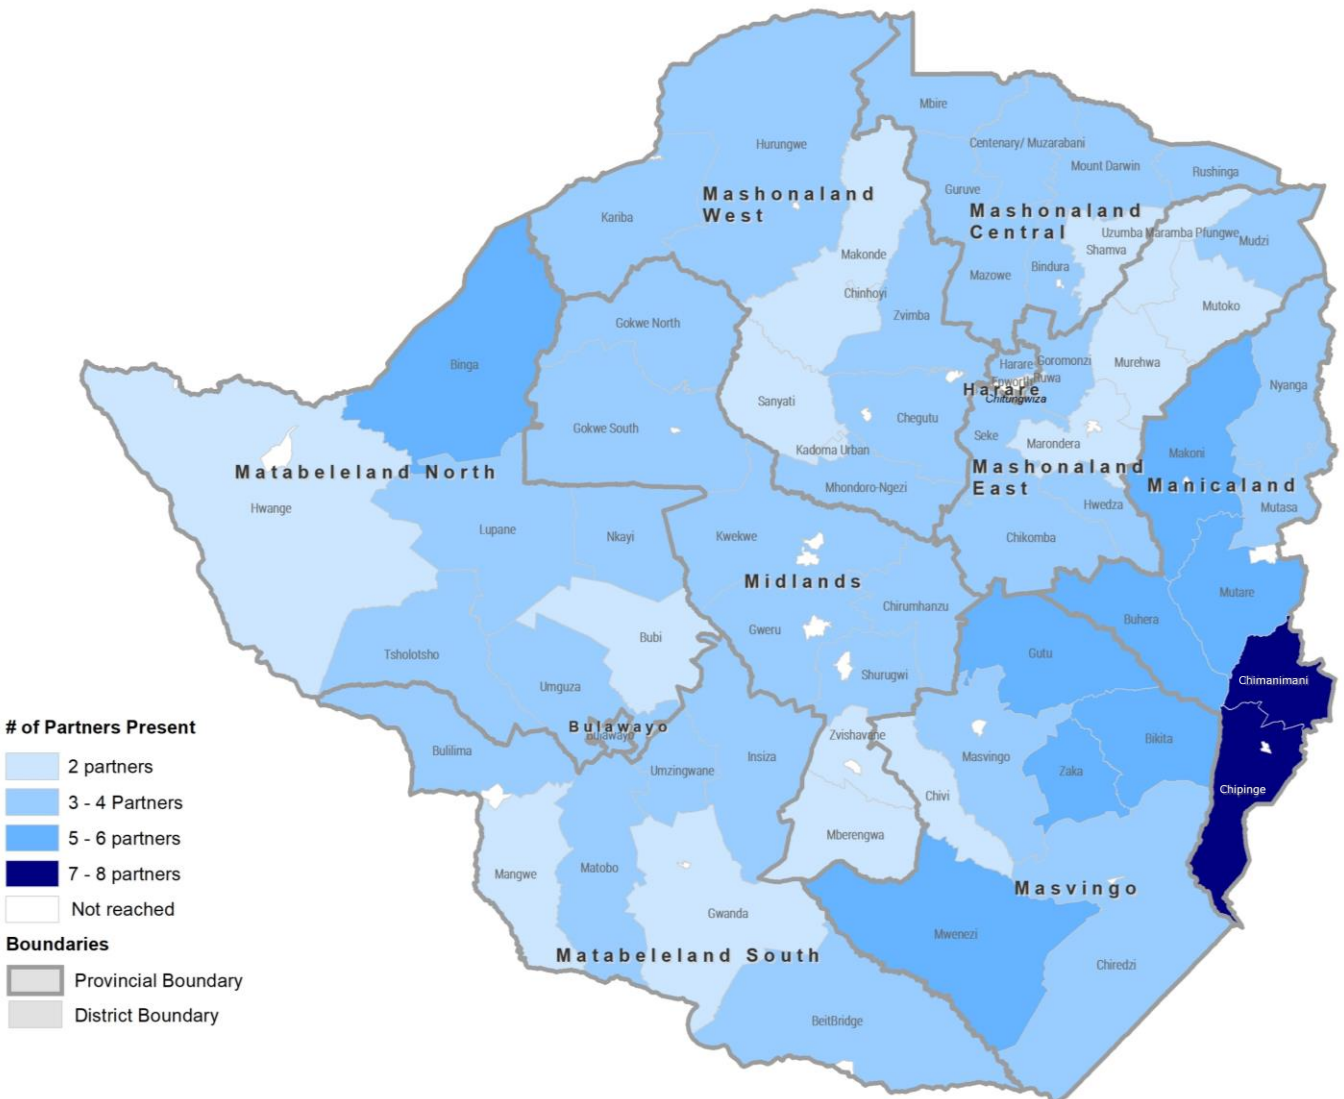 Mbire
Hurungwe
Centenary/ Muzarabani
Mount Darwin
Rushinga
Guruve
Mashonaland
West
Mashonaland
Central
Kariba
Uzumba Maramba Pfungwe
Mudzi
Shamva
Makonde
Bindura
Mazowe
Chinhoyi
Zvimba
Mutoko
Gokwe North
Binga
Harare
Goromonzi
Murehwa
Epworth
Ruwa
Harare
Chitungwiza
Nyanga
Sanyati
Chegutu
Gokwe South
Seke
Marondera
Kadoma Urban
Makoni
Mashonaland
East
Matabeleland North
Mhondoro-Ngezi
Manicaland
Hwange
Hwedza
Mutasa
Lupane
Nkayi
Kwekwe
Chikomba
Midlands
Mutare
Chirumhanzu
Buhera
Gweru
Bubi
Tsholotsho
Gutu
Shurugwi
Chimanimani
Umguza
Bulawayo
Bulawayo
Zvishavane
Bikita
Bulilima
Insiza
Masvingo
Umzingwane
Zaka
Chipinge
Chivi
Mberengwa
Matobo
Mangwe
Masvingo
Gwanda
Mwenezi
Matabeleland South
Chiredzi
BeitBridge
# of Partners Present
2 partners
3 - 4 Partners
5 - 6 partners
7 - 8 partners
Not reached
Boundaries
Provincial Boundary
District Boundary